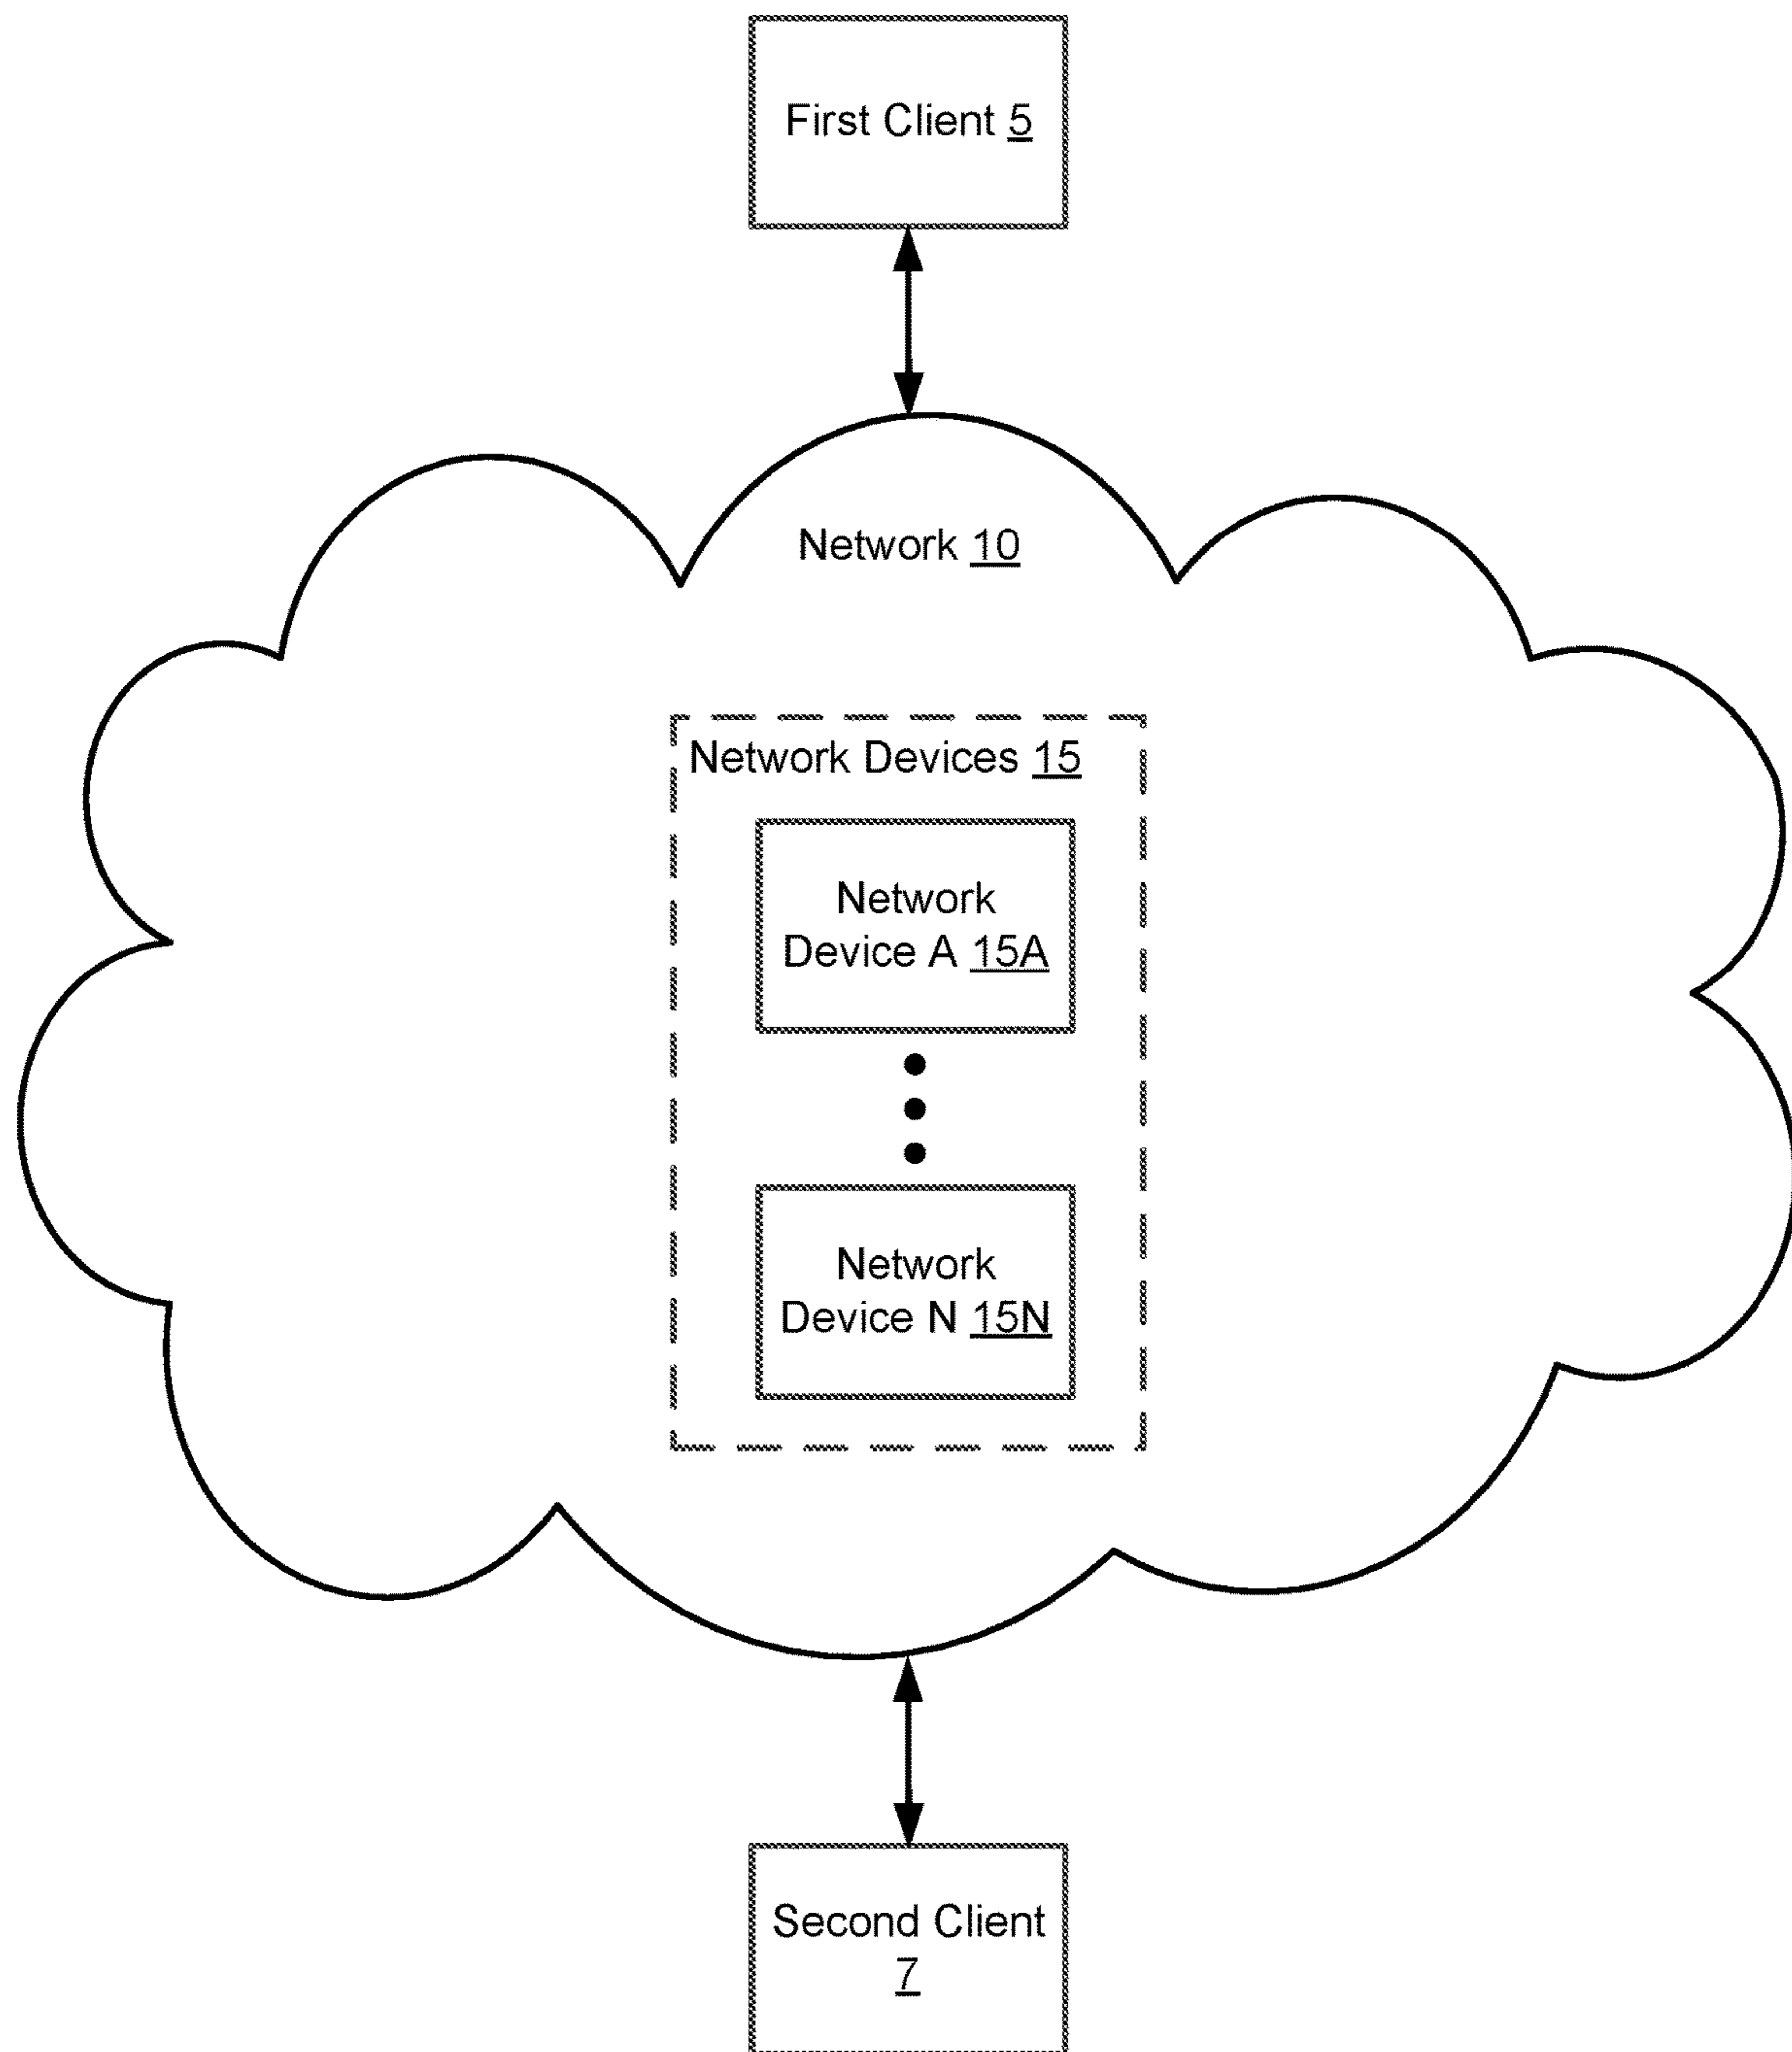 First Client 5
Network 10
Network Devices 15
Network
Device A 15A
Network
Device N 15N
Second Client
7